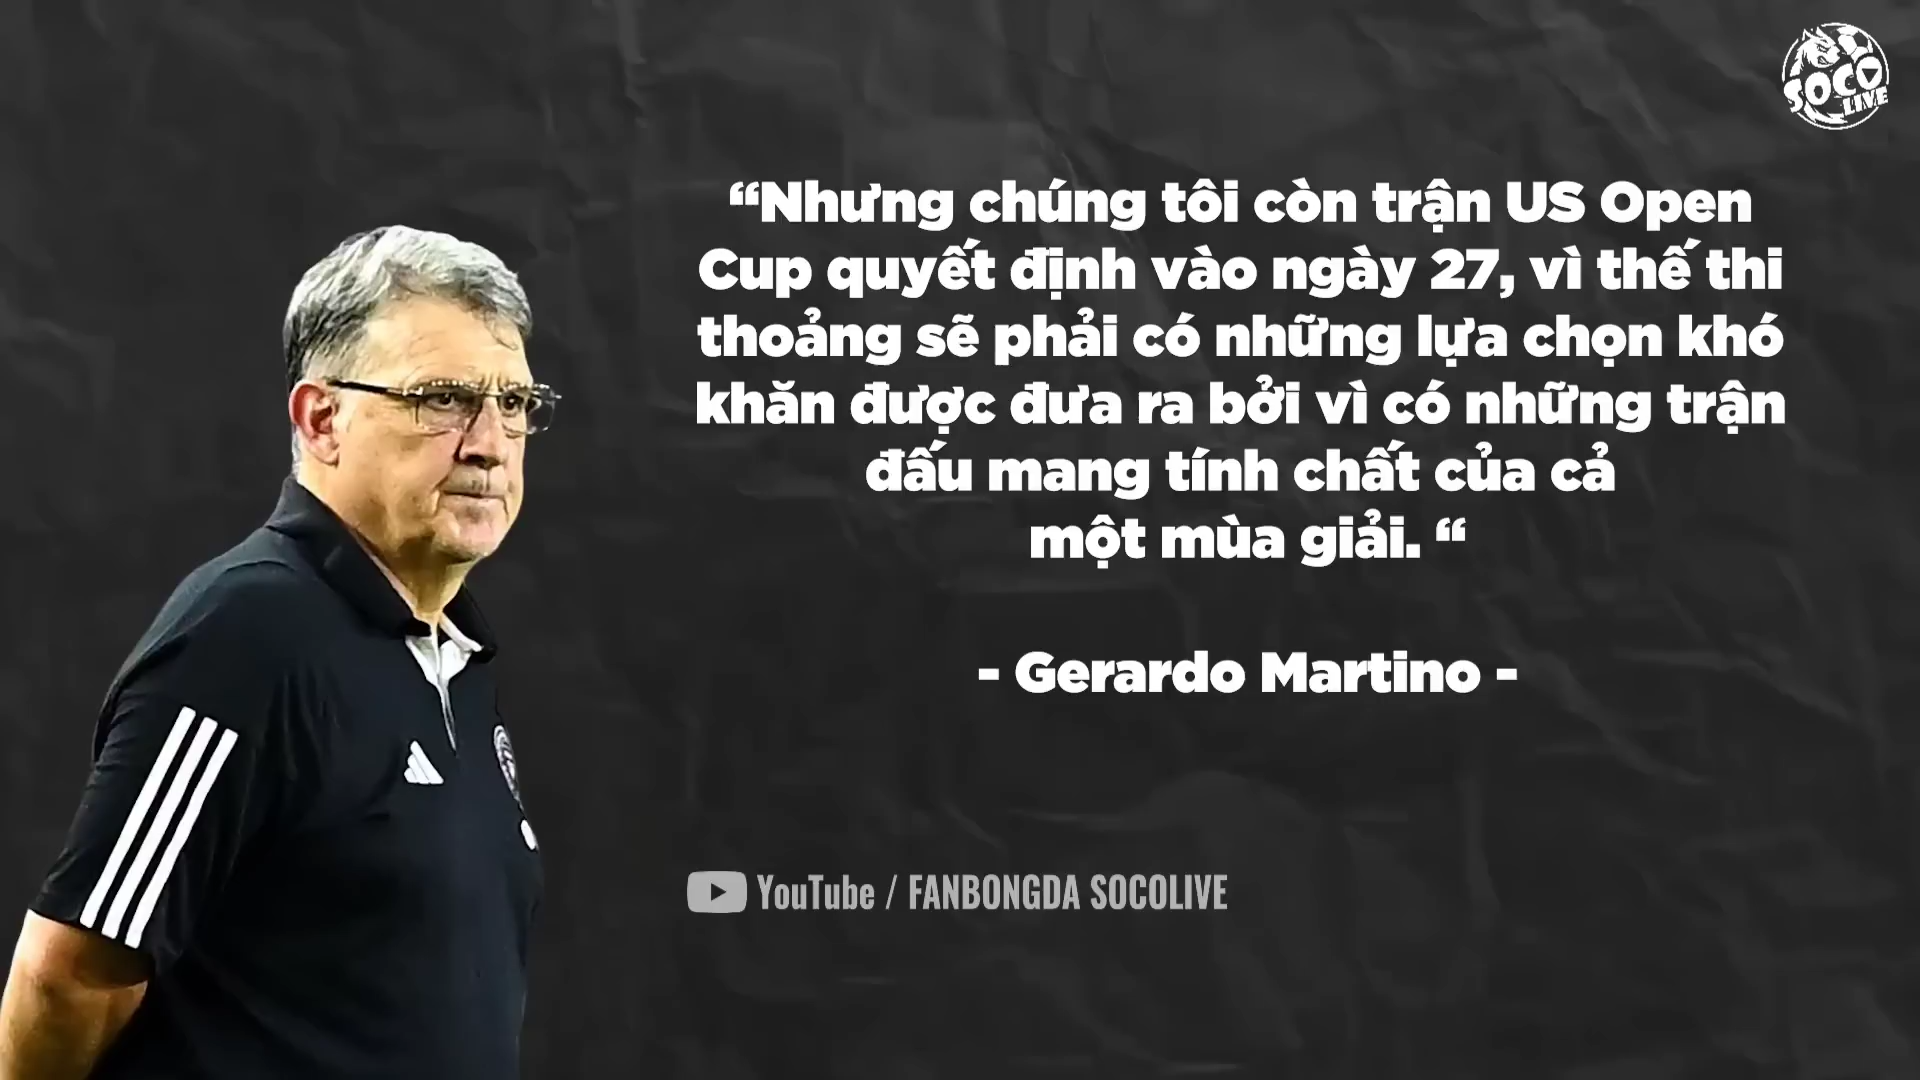 SOCO
LIVE
“Nhưng chúng tôi còn trận US Open
Cup quyết định vào ngày 27, vì thế thi
thoảng sẽ phải có những lựa chọn khó
khăn được đưa ra bởi vì có những trận
đấu mang tính chất của cả
một mùa giải. “
- Gerardo Martino -
YouTube / FANBONGDA SOCOLIVE